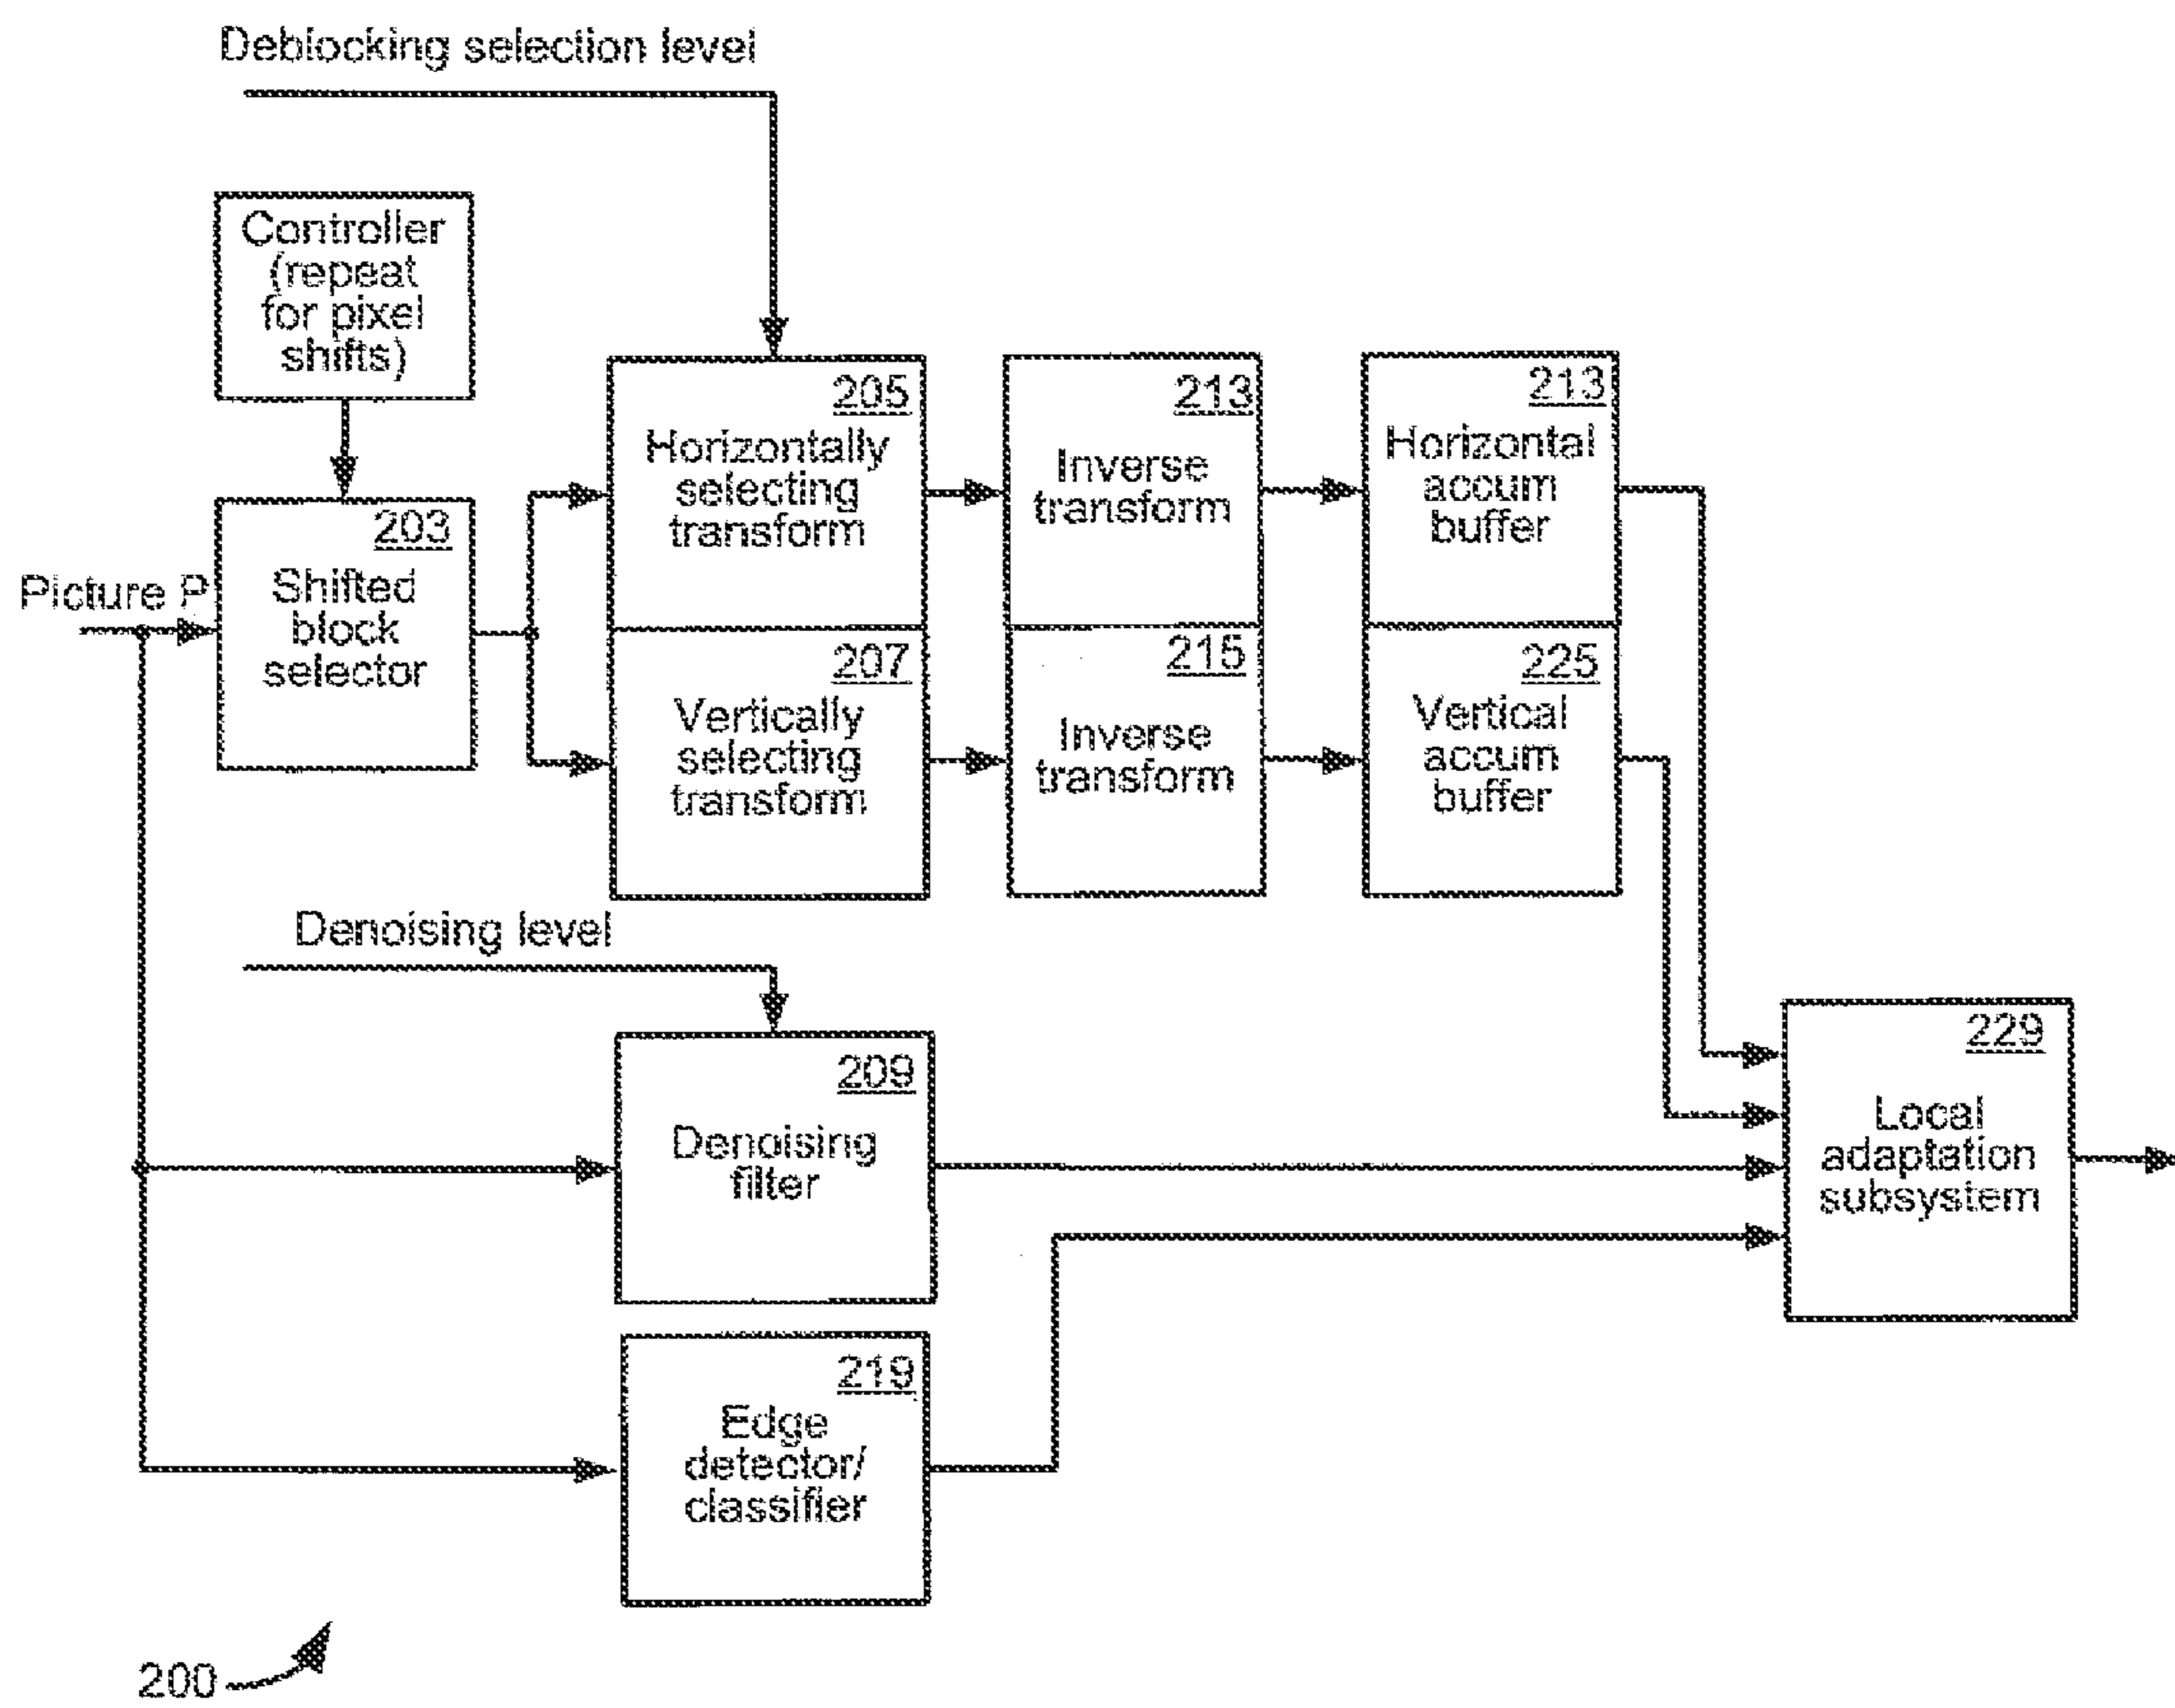 Deblocking selection level
Controller
(repeat
for pixel
shifts)
203
Shifted
block
selector
Picture P
205
Horizontally
selecting
transform
213
Inverse
transform
213
Horizontal
accum
buffer
207
Vertically
selecting
transform
215
Inverse
transform
225
Vertical
accum
buffer
Denoising level
209
Denoising
filter
229
Local
adaptation
subsystem
219
Edge
detector/
classifier
200